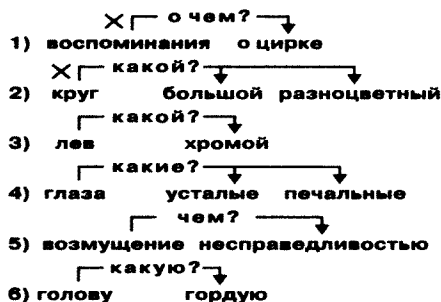 о чем?
1) воспоминания о цирке
какой?
2) круг большой разноцветный
какой?
3) лев хромой
какие?
4) глаза усталые печальные
чем?
5) возмущение несправедливостью
какую?
6) голову гордую